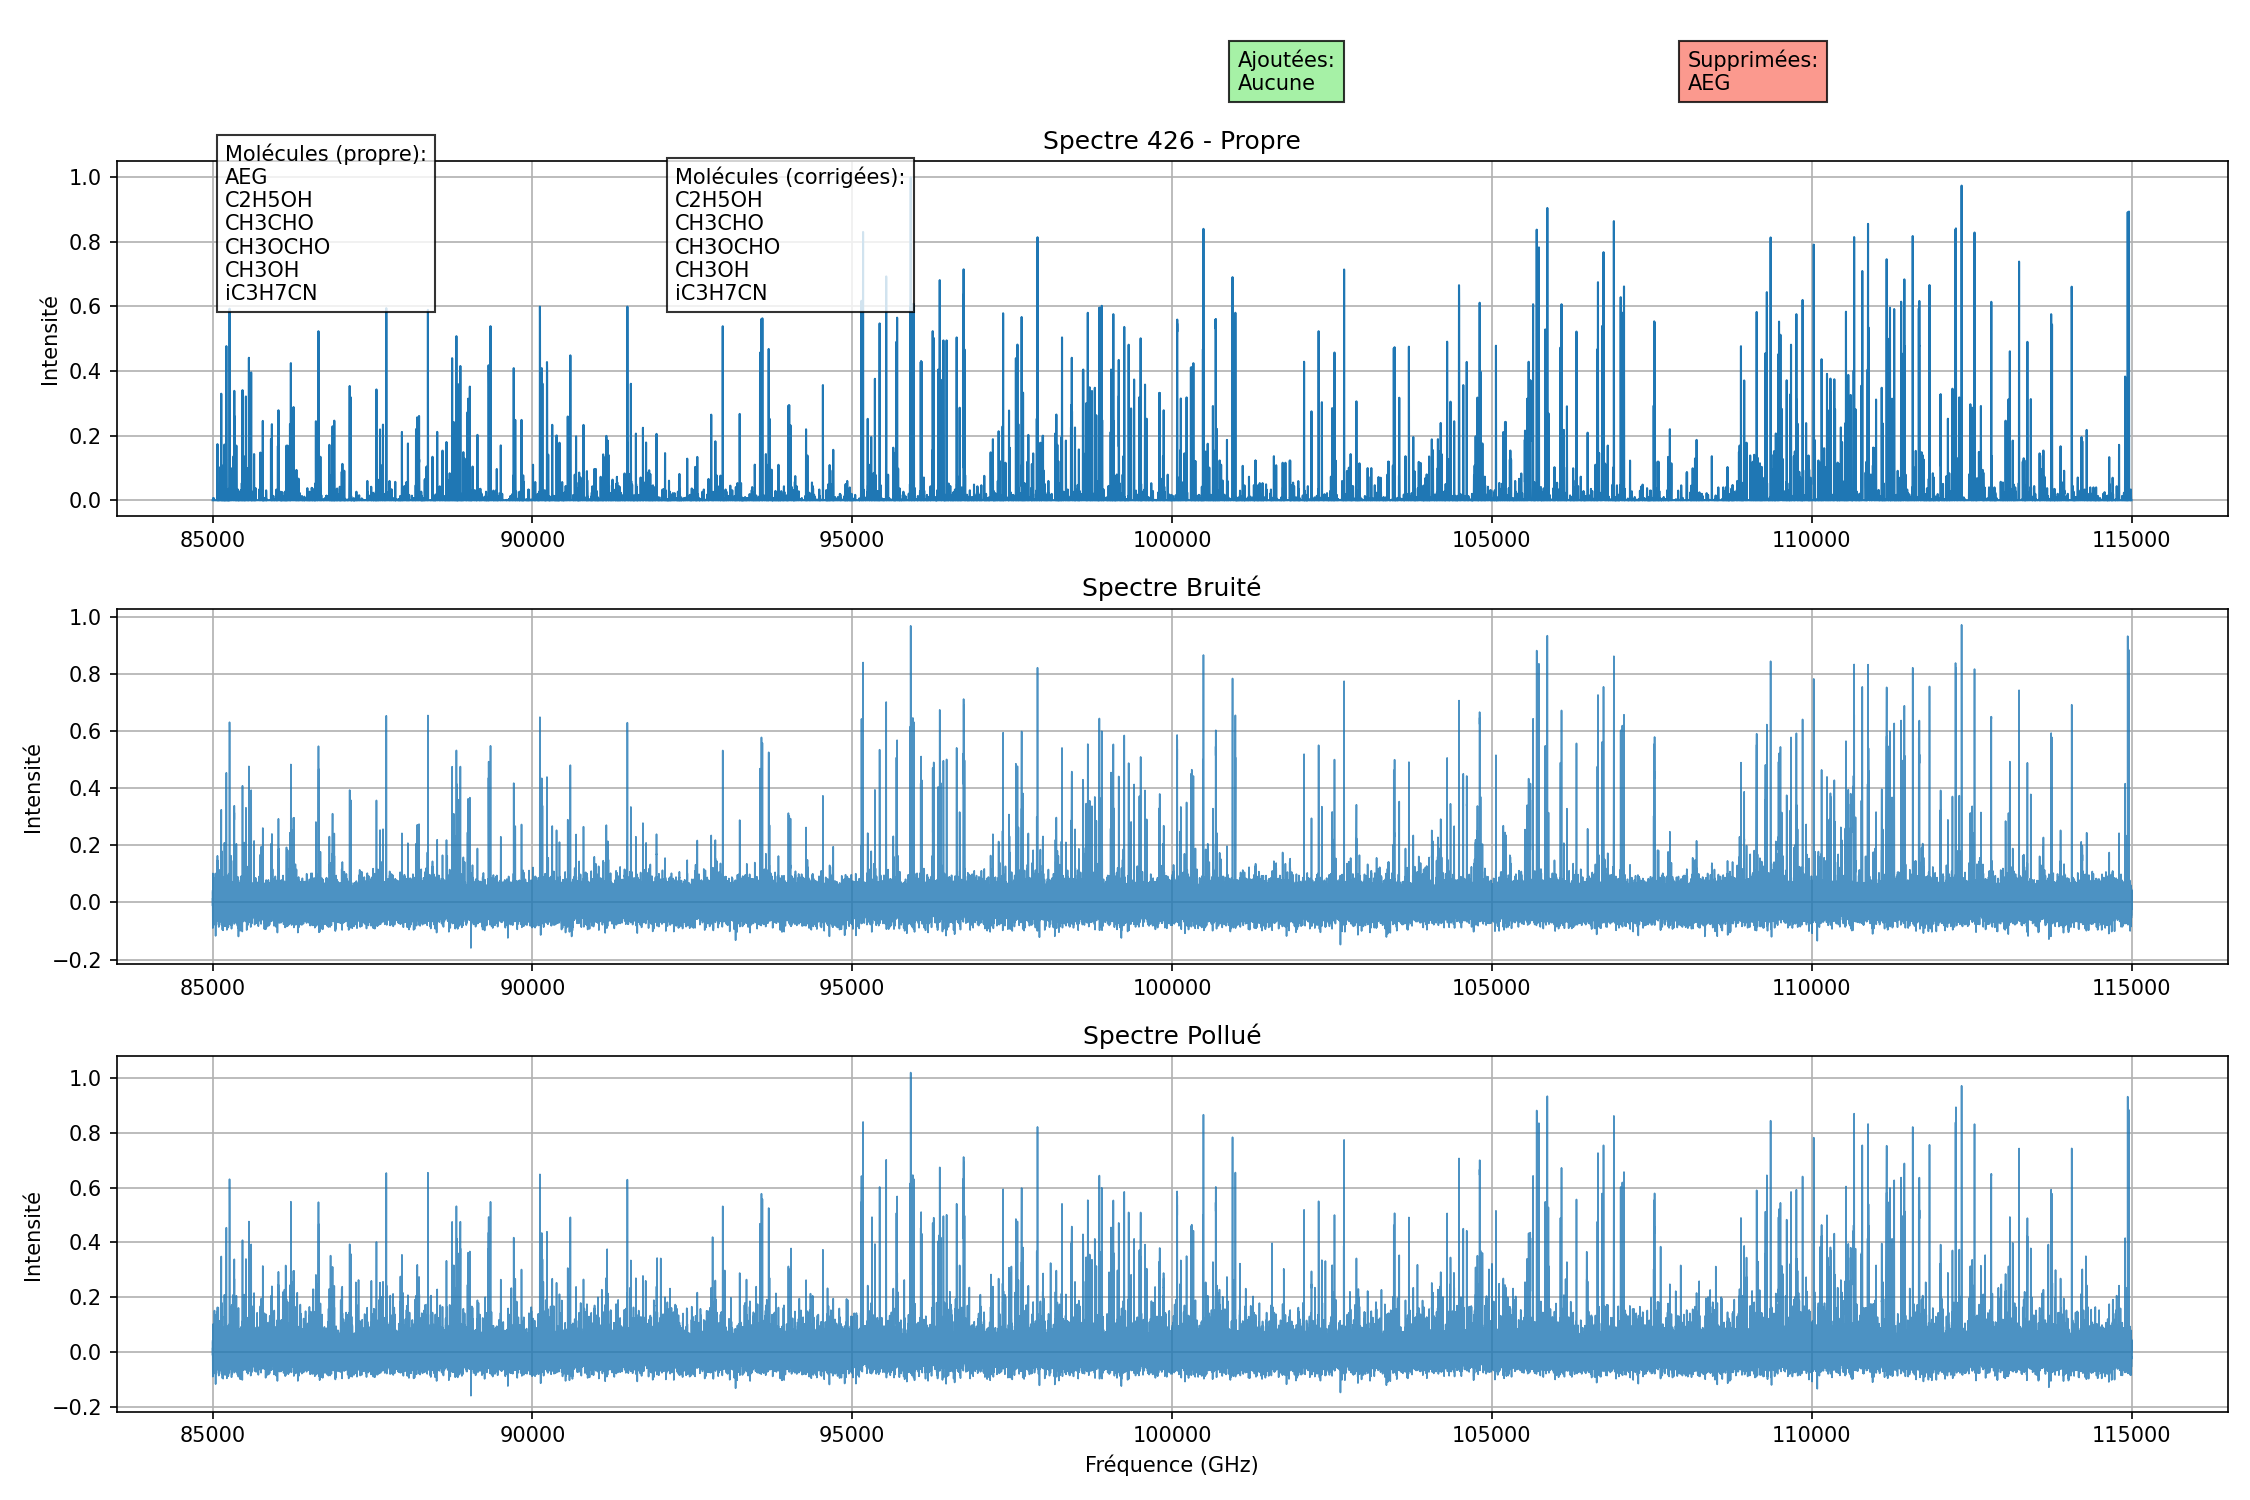 Ajoutées:
Aucune
Supprimées:
AEG
Spectre 426 - Propre
Molécules (propre):
AEG
C2H5OH
CH3CHO
CH3OCHO
CH3OH
iC3H7CN
Molécules (corrigées):
C2H5OH
CH3CHO
CH3OCHO
CH3OH
iC3H7CN
Intensité
1.0
0.8
0.6
0.4
0.2
0.0
85000 90000 95000 100000 105000 110000 115000
Spectre Bruité
Intensité
1.0
0.8
0.6
0.4
0.2
0.0
−0.2
85000 90000 95000 100000 105000 110000 115000
Spectre Pollué
Intensité
1.0
0.8
0.6
0.4
0.2
0.0
−0.2
85000 90000 95000 100000 105000 110000 115000
Fréquence (GHz)